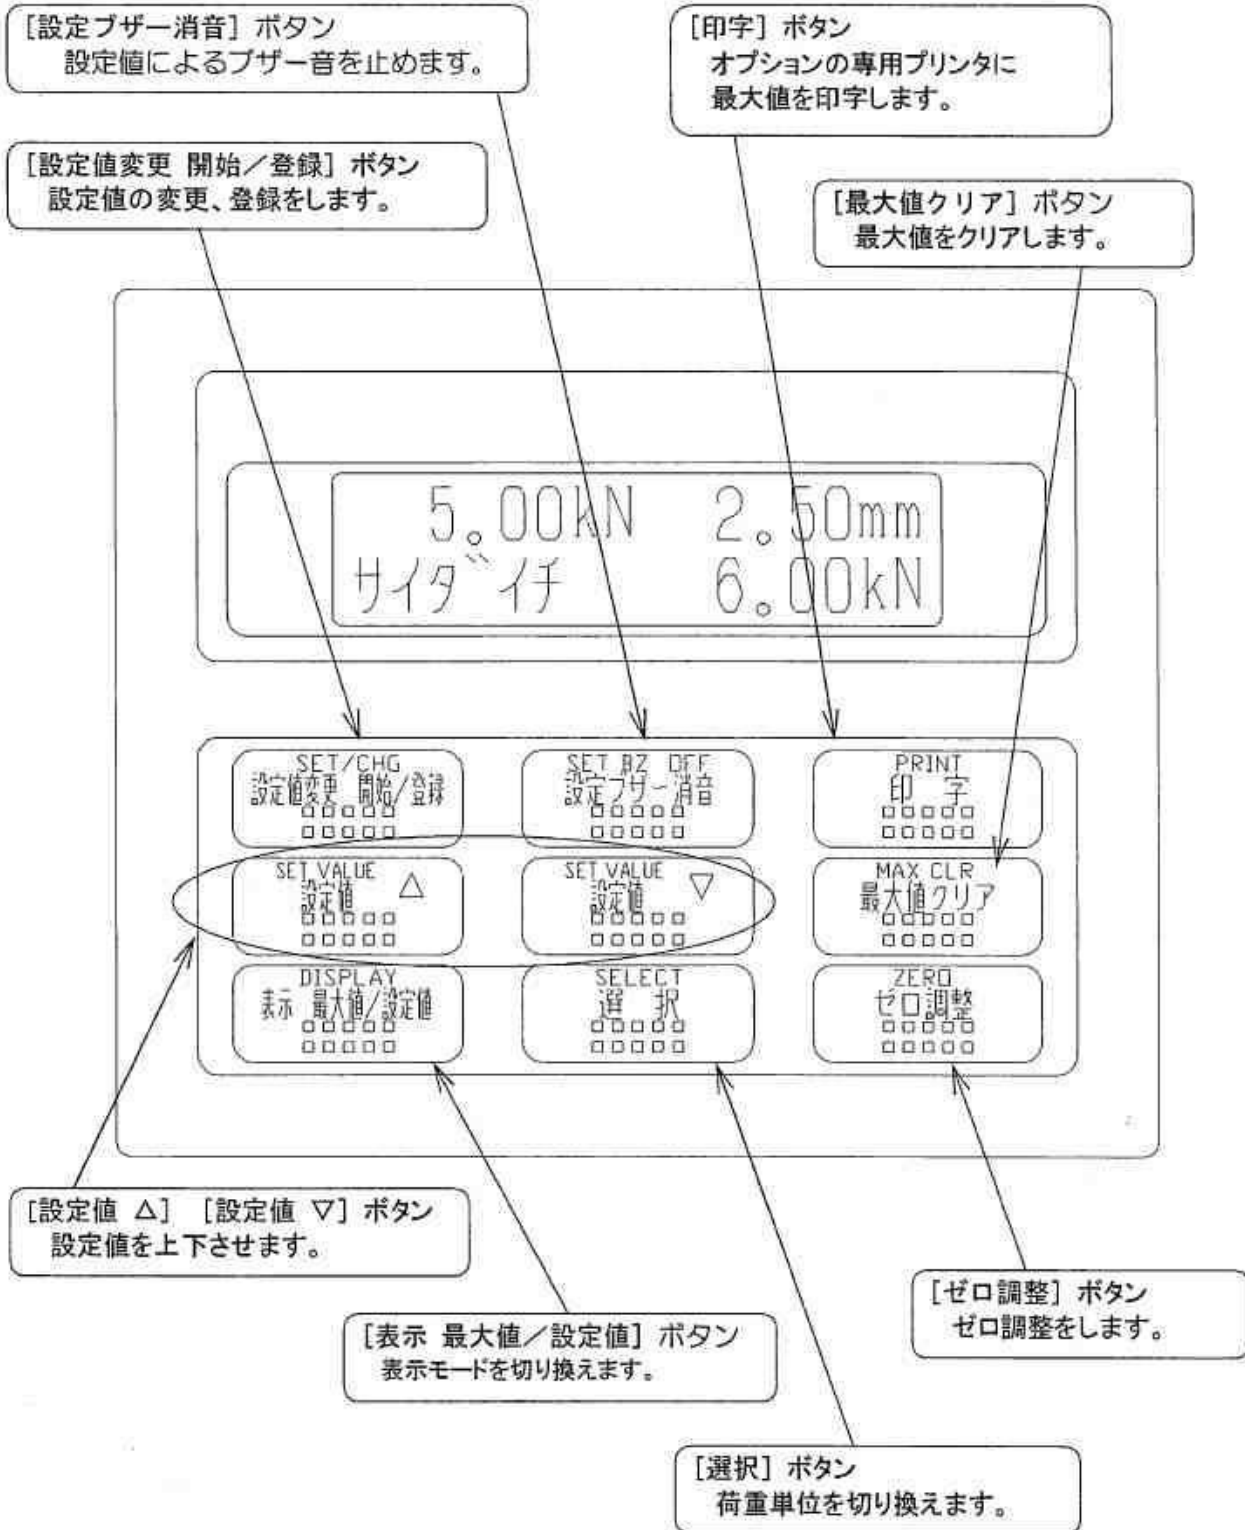 [設定ブザー消音] ボタン
設定値によるブザー音を止めます。
[印字] ボタン
オプションの専用プリンタに
最大値を印字します。
[設定値変更 開始／登録] ボタン
設定値の変更、登録をします。
[最大値クリア] ボタン
最大値をクリアします。
5.00kN 2.50mm
サイダイチ 6.00kN
SET/CHG
設定値変更 開始/登録
SET BZ OFF
設定ブザー消音
PRINT
印 字
SET VALUE
設定値 △
SET VALUE
設定値 ▽
MAX CLR
最大値クリア
DISPLAY
表示 最大値/設定値
SELECT
選 択
ZERO
ゼロ調整
[設定値 △] [設定値 ▽] ボタン
設定値を上下させます。
[ゼロ調整] ボタン
ゼロ調整をします。
[表示 最大値／設定値] ボタン
表示モードを切り換えます。
[選択] ボタン
荷重単位を切り換えます。